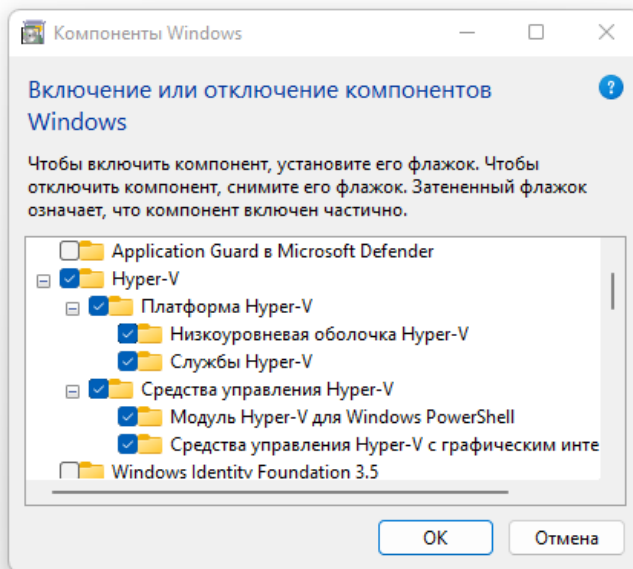 Компоненты Windows
Включение или отключение компонентов
Windows
?
Чтобы включить компонент, установите его флажок. Чтобы
отключить компонент, снимите его флажок. Затененный флажок
означает, что компонент включен частично.
Application Guard в Microsoft Defender
Hyper-V
Платформа Hyper-V
Низкоуровневая оболочка Hyper-V
Службы Hyper-V
Средства управления Hyper-V
Модуль Hyper-V для Windows PowerShell
Средства управления Hyper-V с графическим инте
Windows Identity Foundation 3.5
ОК
Отмена